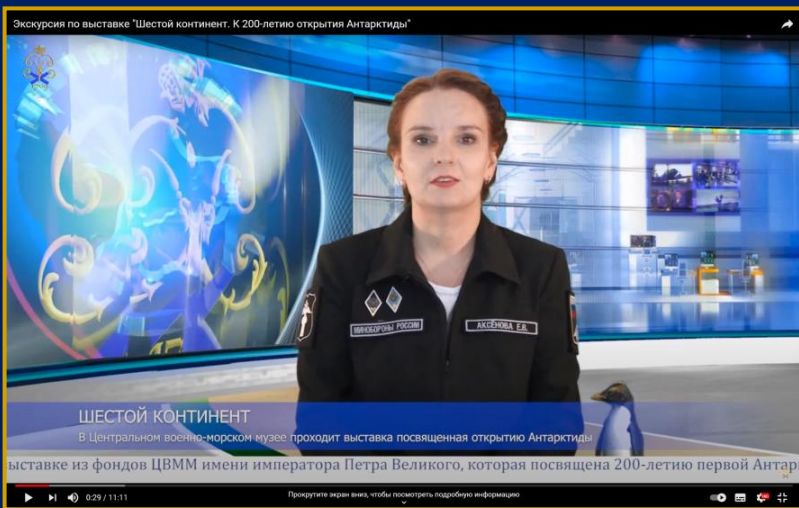 Экскурсия по выставке "Шестой континент. К 200-летию открытия Антарктиды"
МИНОБОРОНЫ РОССИИ
АКСЁНОВА Е.В.
ШЕСТОЙ КОНТИНЕНТ
В Центральном военно-морском музее проходит выставка посвященная открытию Антарктиды
ыставке из фондов ЦВММ имени императора Петра Великого, которая посвящена 200-летию первой Антар
0:29 / 11:11
Прокрутите экран вниз, чтобы посмотреть подробную информацию